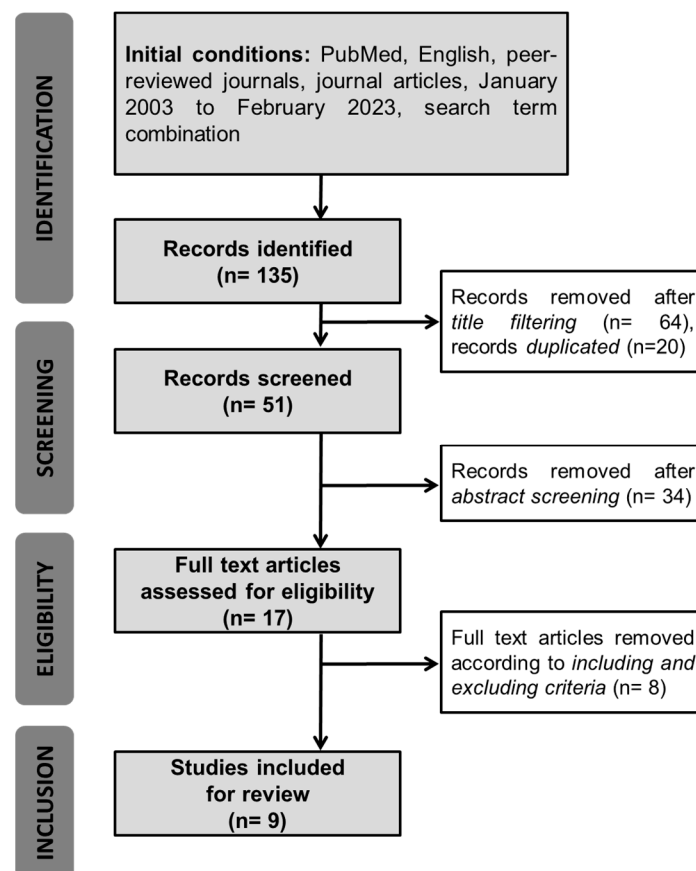 IDENTIFICATION
Initial conditions: PubMed, English, peer-
reviewed journals, journal articles, January
2003 to February 2023, search term
combination
Records identified
(n= 135)
Records removed after
title filtering (n= 64),
records duplicated (n=20)
SCREENING
Records screened
(n= 51)
Records removed after
abstract screening (n= 34)
ELIGIBILITY
Full text articles
assessed for eligibility
(n= 17)
Full text articles removed
according to including and
excluding criteria (n= 8)
INCLUSION
Studies included
for review
(n= 9)